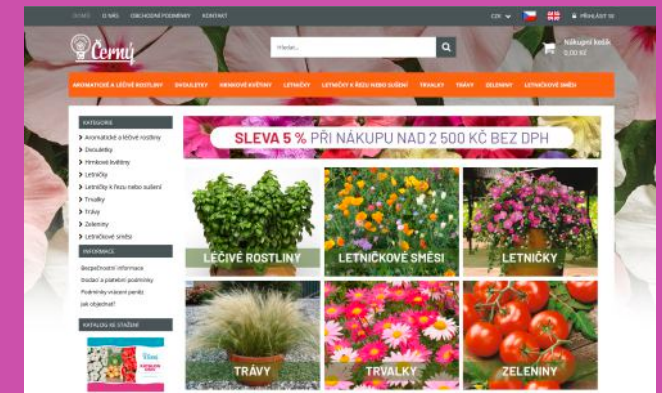 DOMŮ O NÁS OBCHODNÍ PODMÍNKY KONTAKT
CZK PŘIHLÁSIT SE
Černý
Hledat...
Nákupní košík
0,00 Kč
AROMATICKÉ A LÉČIVÉ ROSTLINY DVOULETKY HRNKOVÉ KVĚTINY LETNIČKY LETNIČKY K ŘEZU NEBO SUŠENÍ TRVALKY TRÁVY ZELENINY LETNIČKOVÉ SMĚSI
KATEGORIE
Aromatické a léčivé rostliny
Dvouletky
Hrnkové květiny
Letničky
Letničky k řezu nebo sušení
Trvalky
Trávy
Zeleniny
Letničkové směsi
INFORMACE
Bezpečnostní informace
Dodací a platební podmínky
Podmínky vrácení peněz
Jak objednat?
KATALOG KE STAŽENÍ
SLEVA 5 % PŘI NÁKUPU NAD 2 500 KČ BEZ DPH
LÉČIVÉ ROSTLINY
LETNIČKOVÉ SMĚSI
LETNIČKY
TRÁVY
TRVALKY
ZELENINY